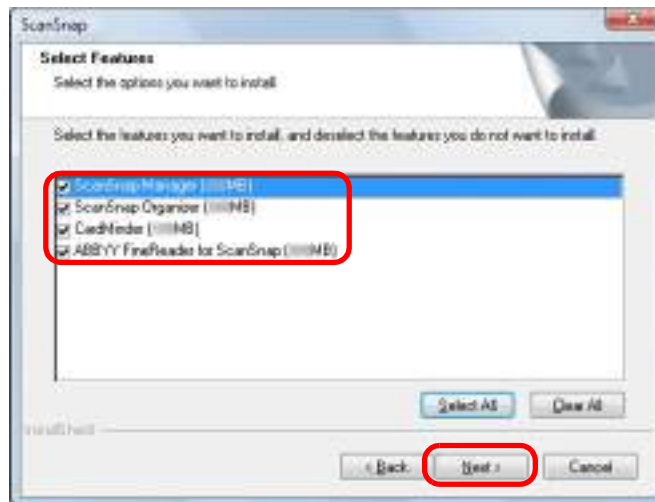 ScanSnap
Select Features
Select the options you want to install.
Select the features you want to install, and deselect the features you do not want to install.
ScanSnap Manager ( MB)
ScanSnap Organizer ( MB)
CardMinder ( MB)
ABBYY FineReader for ScanSnap ( MB)
Select All
Clear All
InstallShield
< Back
Next >
Cancel